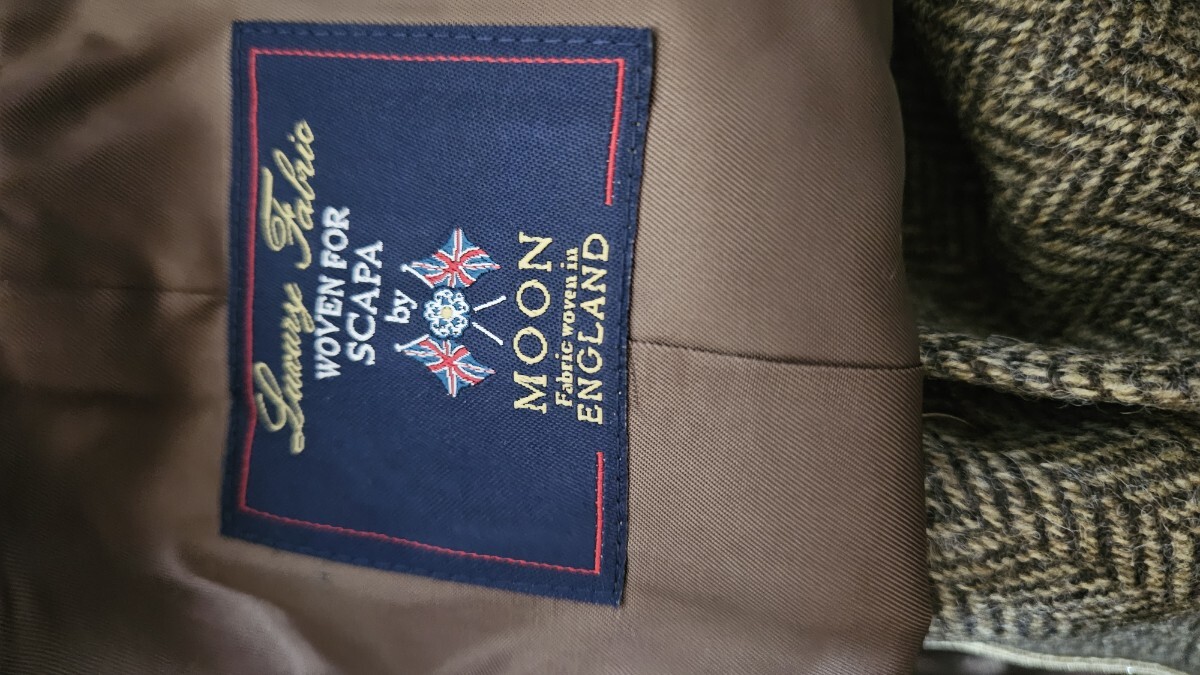 Luxury Fabric
WOVEN FOR
SCAPA
by
MOON
Fabric woven in
ENGLAND